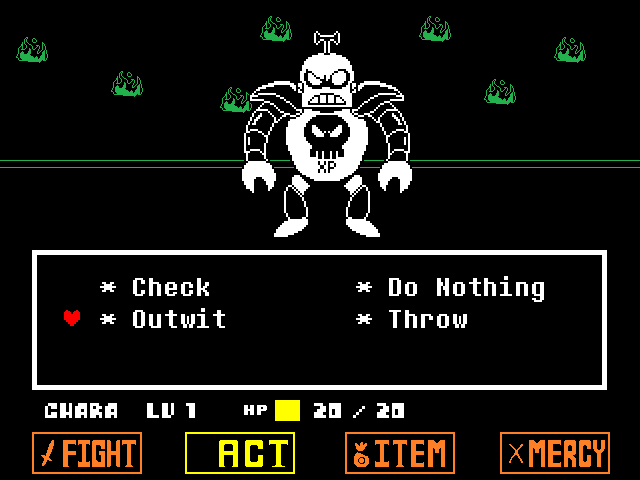 XP
* Check * Do Nothing
* Outwit * Throw
CHARA LV 1 HP 20 / 20
FIGHT ACT ITEM MERCY